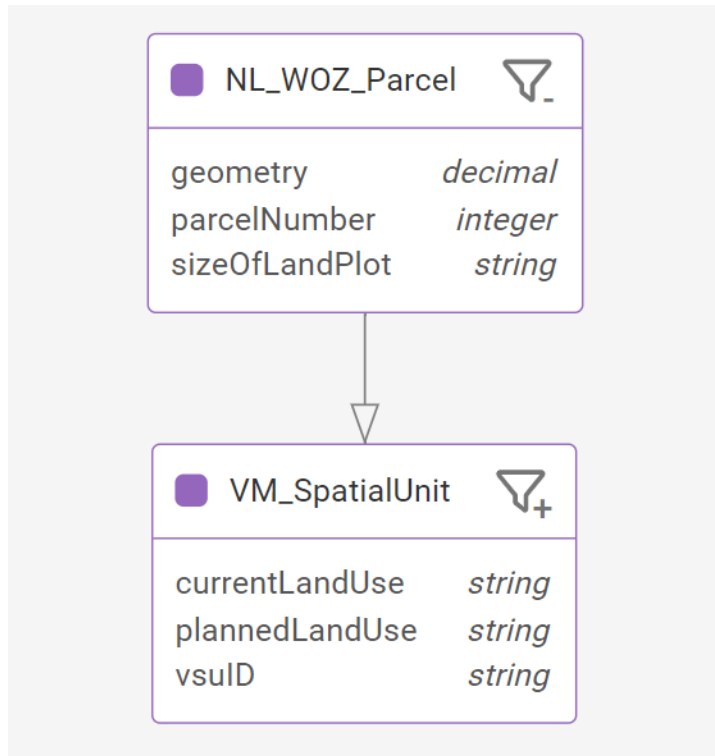 NL_WOZ_Parcel
geometry decimal
parcelNumber integer
sizeOfLandPlot string
VM_SpatialUnit
currentLandUse string
plannedLandUse string
vsuID string